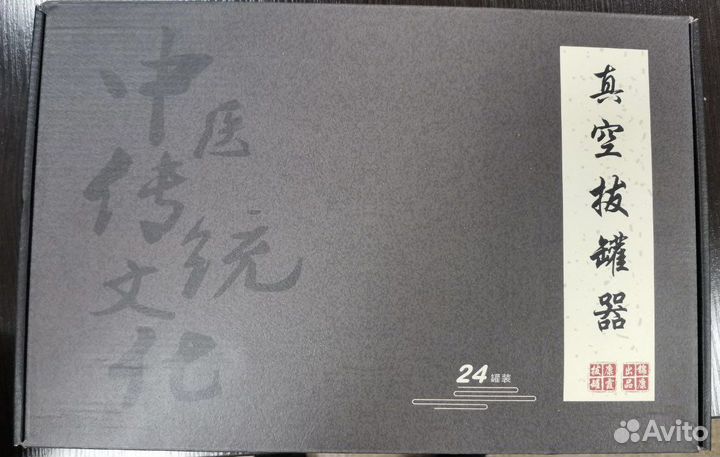 中医
传统
文化
真空拔罐器
24罐装
Avito